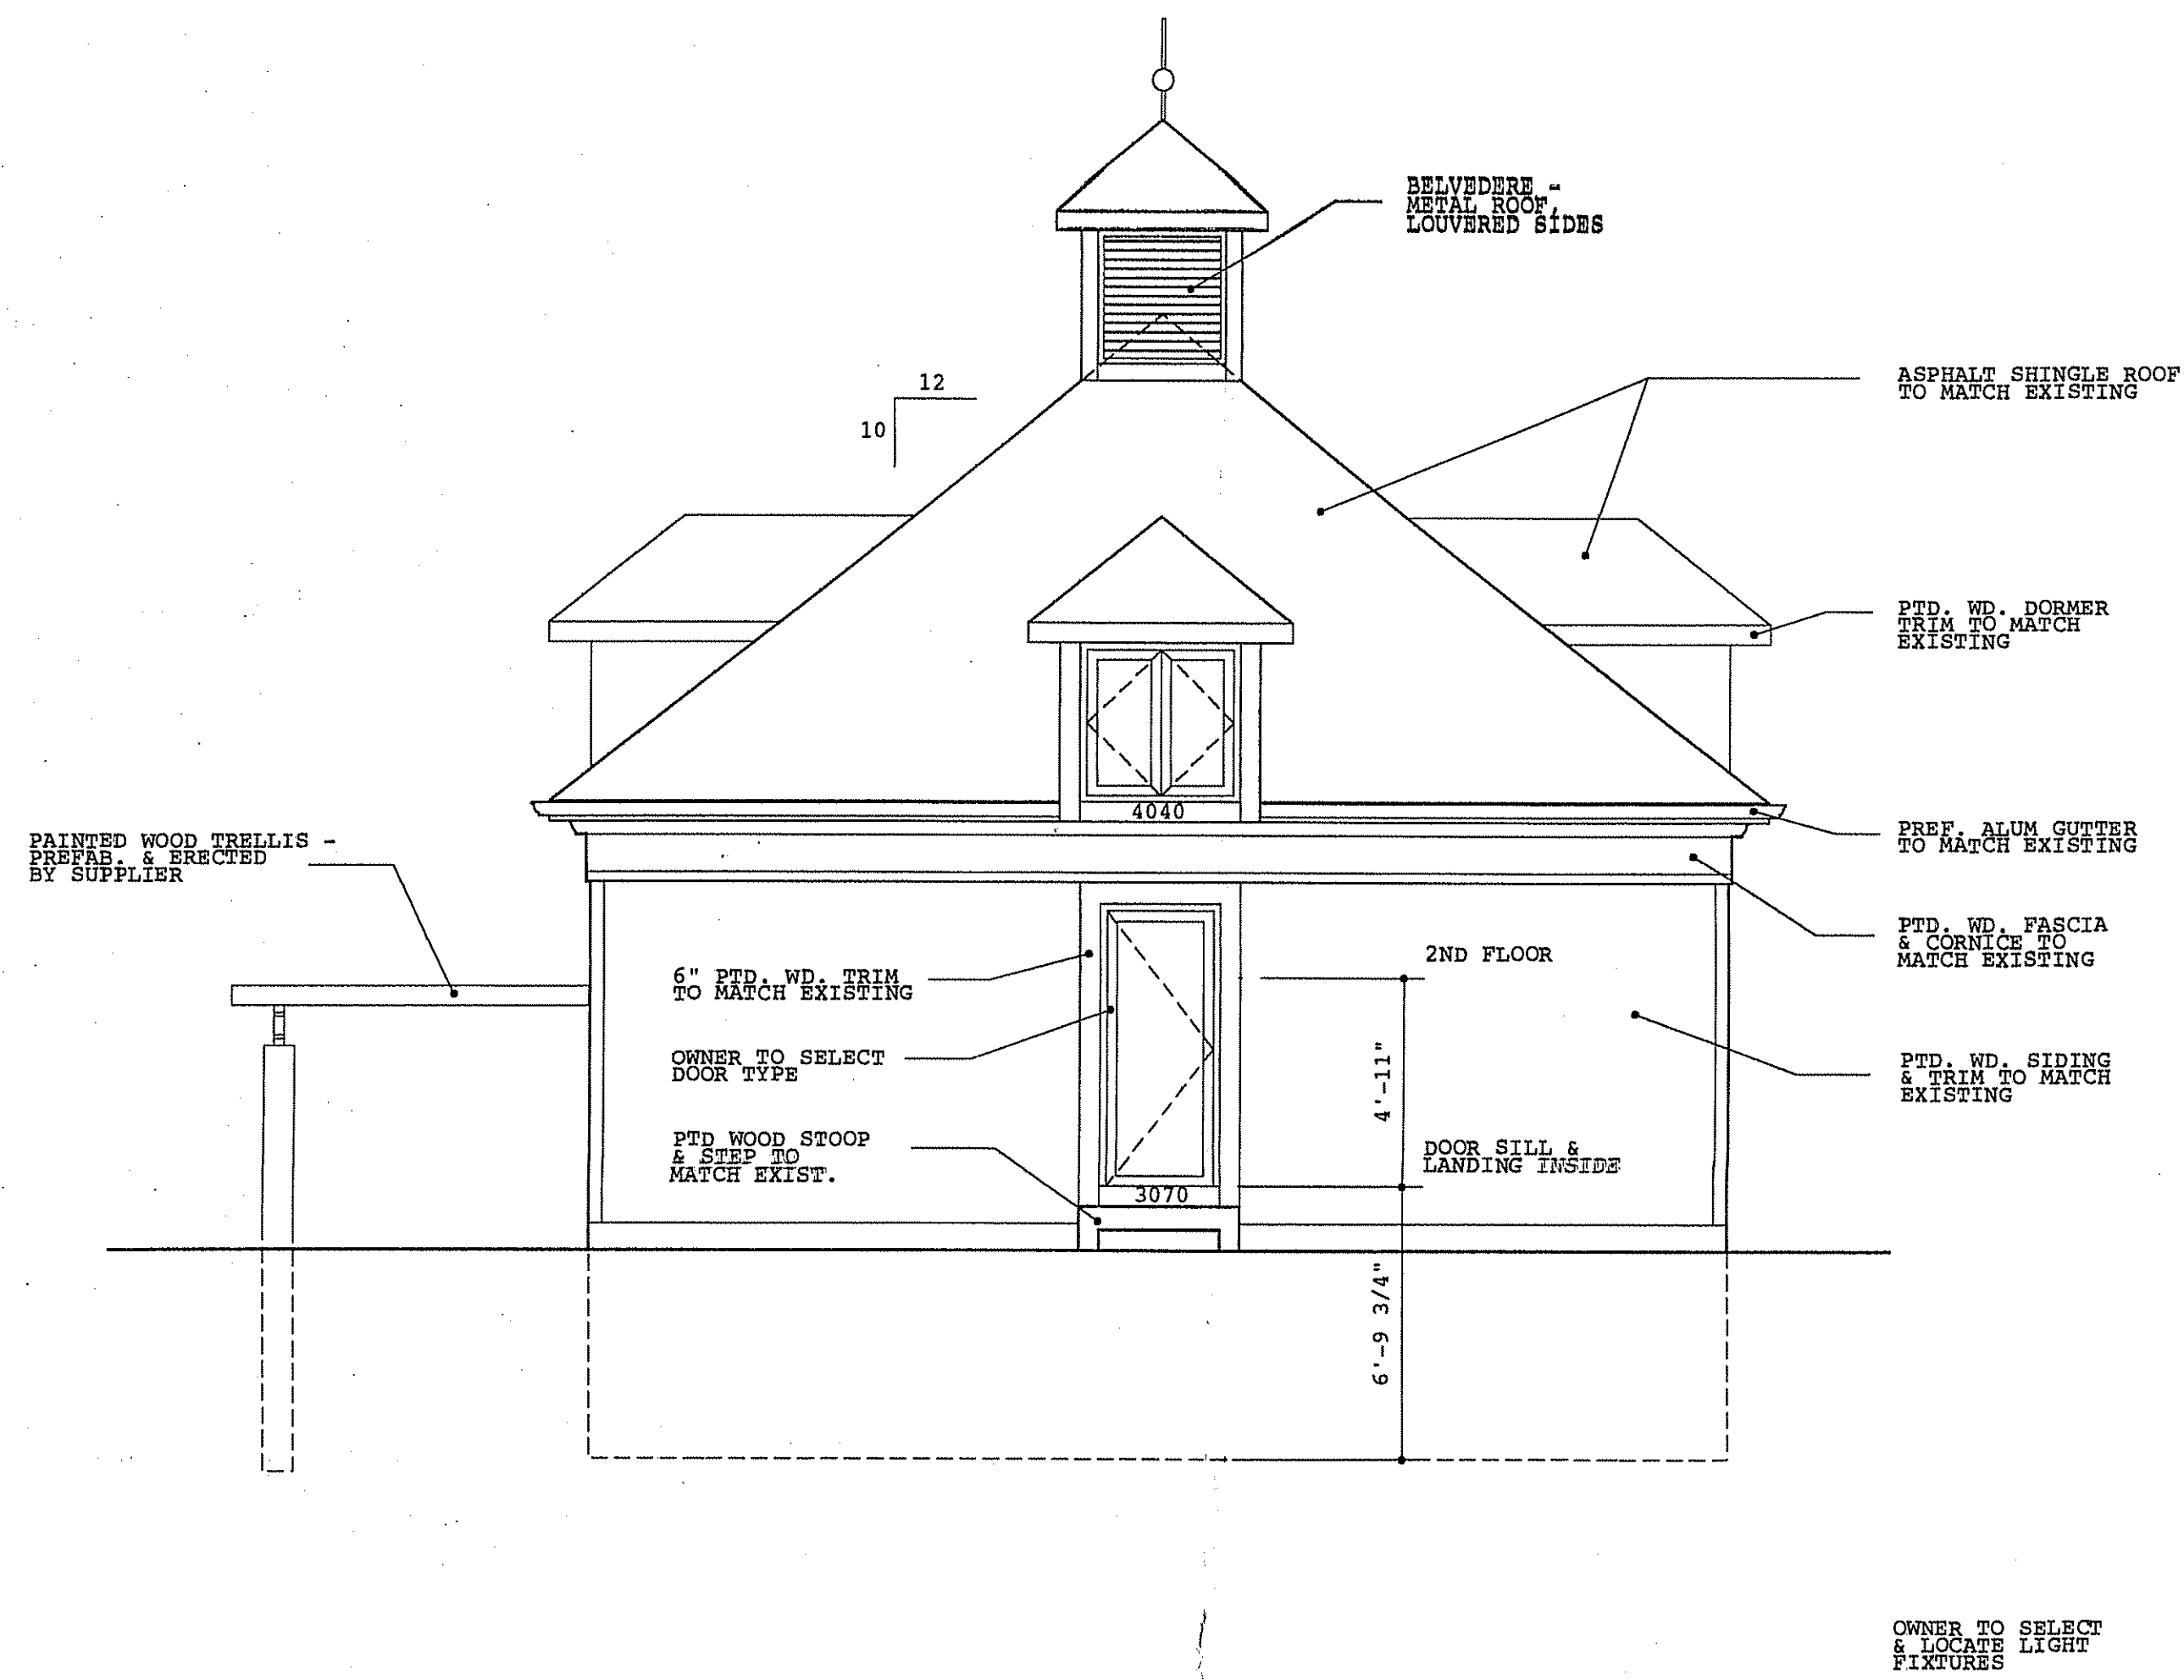 BELVEDERE -
METAL ROOF,
LOUVERED SIDES
12
10
ASPHALT SHINGLE ROOF
TO MATCH EXISTING
PTD. WD. DORMER
TRIM TO MATCH
EXISTING
4040
PREF. ALUM GUTTER
TO MATCH EXISTING
PAINTED WOOD TRELLIS -
PREFAB. & ERECTED
BY SUPPLIER
PTD. WD. FASCIA
& CORNICE TO
MATCH EXISTING
6" PTD. WD. TRIM
TO MATCH EXISTING
2ND FLOOR
OWNER TO SELECT
DOOR TYPE
4'-11"
PTD. WD. SIDING
& TRIM TO MATCH
EXISTING
PTD WOOD STOOP
& STEP TO
MATCH EXIST.
DOOR SILL &
LANDING INSIDE
3070
6'-9 3/4"
OWNER TO SELECT
& LOCATE LIGHT
FIXTURES